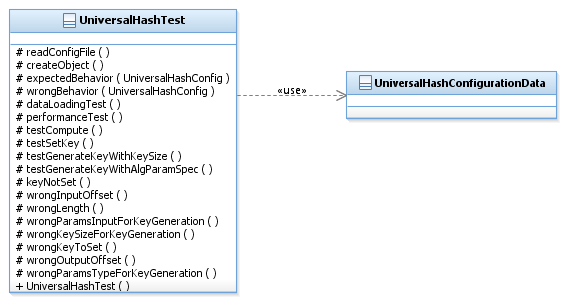 UniversalHashTest
# readConfigFile ( )
# createObject ( )
# expectedBehavior ( UniversalHashConfig )
# wrongBehavior ( UniversalHashConfig )
# dataLoadingTest ( )
# performanceTest ( )
# testCompute ( )
# testSetKey ( )
# testGenerateKeyWithKeySize ( )
# testGenerateKeyWithAlgParamSpec ( )
# keyNotSet ( )
# wrongInputOffset ( )
# wrongLength ( )
# wrongParamsInputForKeyGeneration ( )
# wrongKeySizeForKeyGeneration ( )
# wrongKeyToSet ( )
# wrongOutputOffset ( )
# wrongParamsTypeForKeyGeneration ( )
+ UniversalHashTest ( )
«use»
UniversalHashConfigurationData